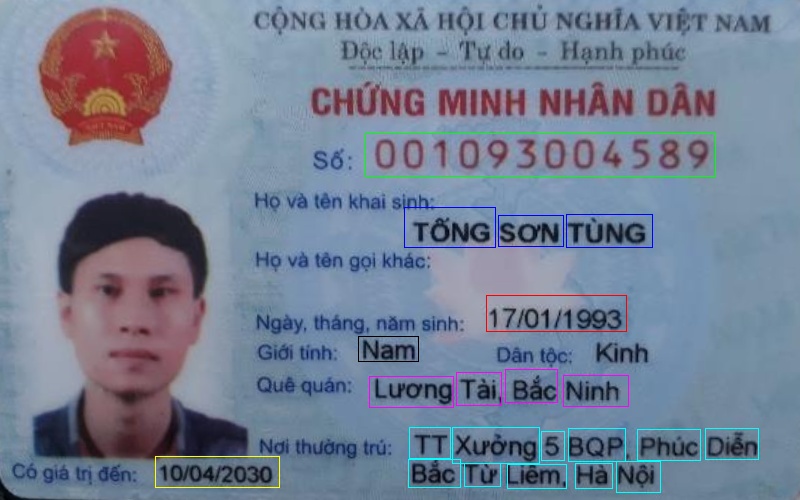 CỘNG HÒA XÃ HỘI CHỦ NGHĨA VIỆT NAM
Độc lập - Tự do - Hạnh phúc
CHỨNG MINH NHÂN DÂN
Số: 001093004589
Họ và tên khai sinh:
TỐNG SƠN TÙNG
Họ và tên gọi khác:
Ngày, tháng, năm sinh: 17/01/1993
Giới tính: Nam Dân tộc: Kinh
Quê quán: Lương Tài, Bắc Ninh
Nơi thường trú: TT Xưởng 5 BQP, Phúc Diễn
Bắc Từ Liêm, Hà Nội
Có giá trị đến: 10/04/2030